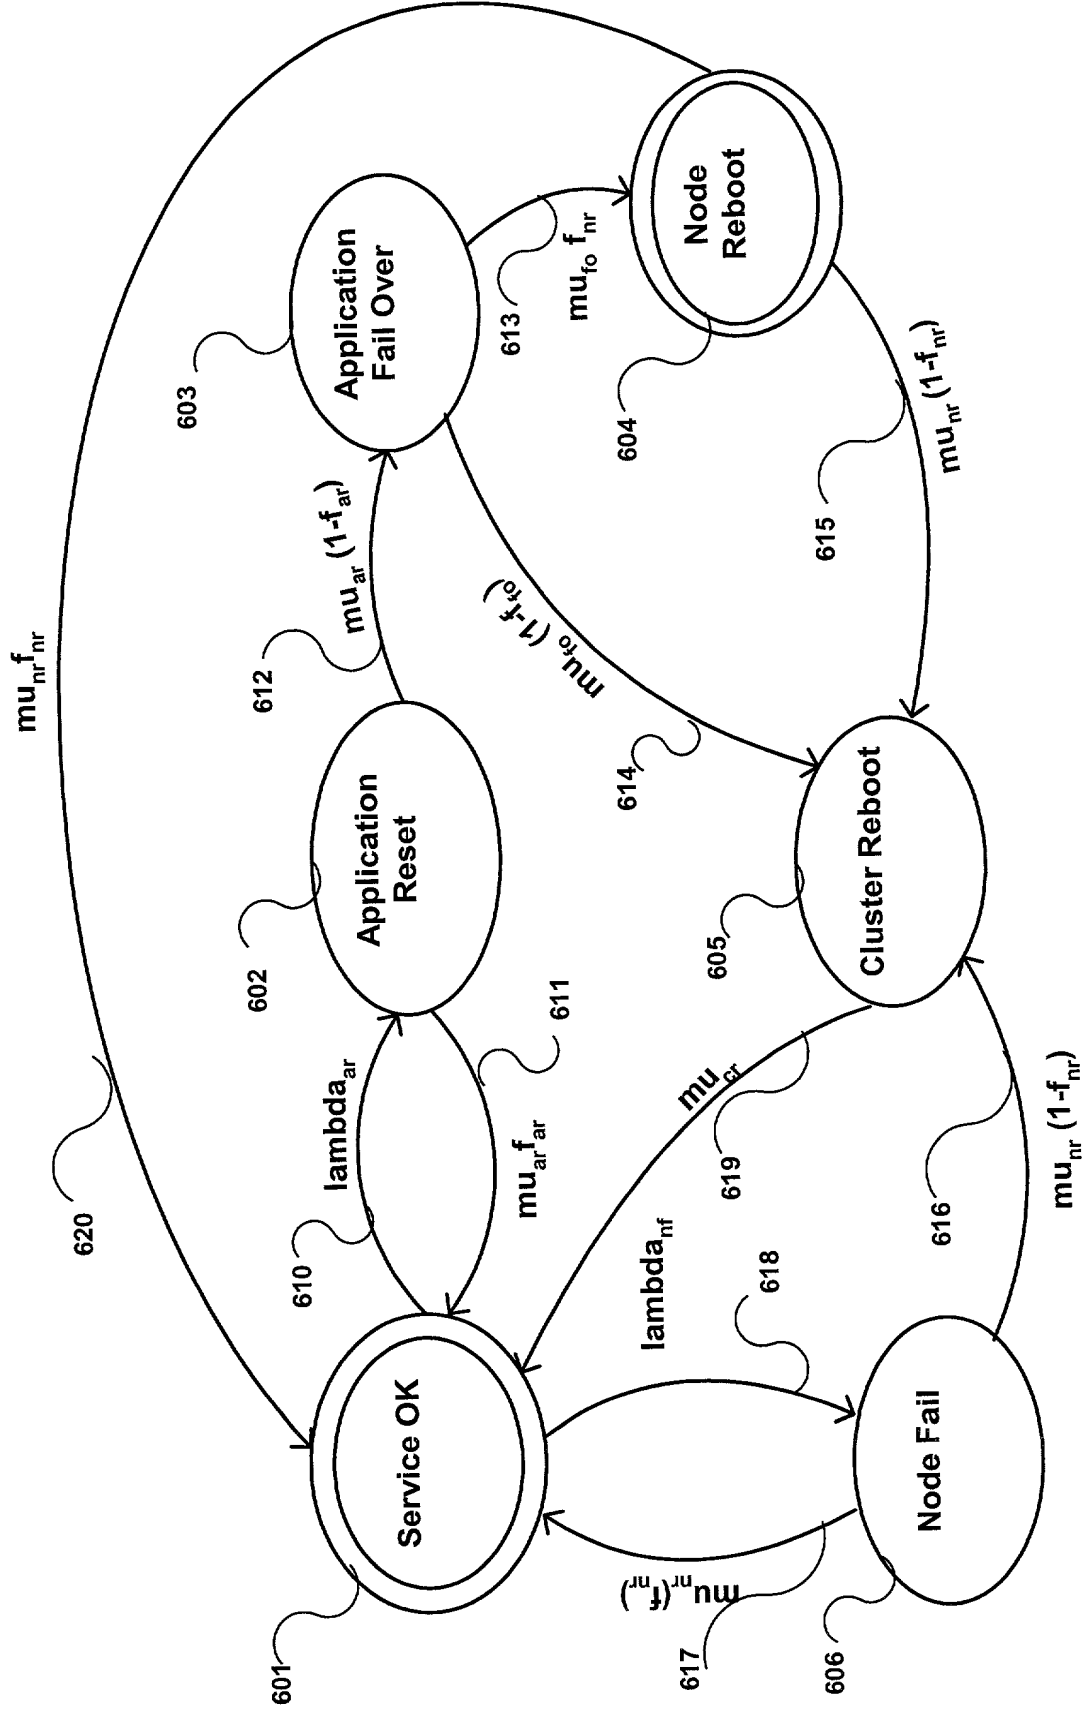 mu_nr f_nr
620
603
Application
Fail Over
612
mu_ar (1-f_ar)
613
mu_fo f_nr
Node
Reboot
604
602
Application
Reset
610
lambda_ar
611
mu_ar f_ar
614
mu_fo (1-f_fo)
615
mu_nr (1-f_nr)
601
Service OK
605
Cluster Reboot
619
mu_cr
lambda_nf
618
617
mu_nr (f_nr)
606
Node Fail
616
mu_nr (1-f_nr)